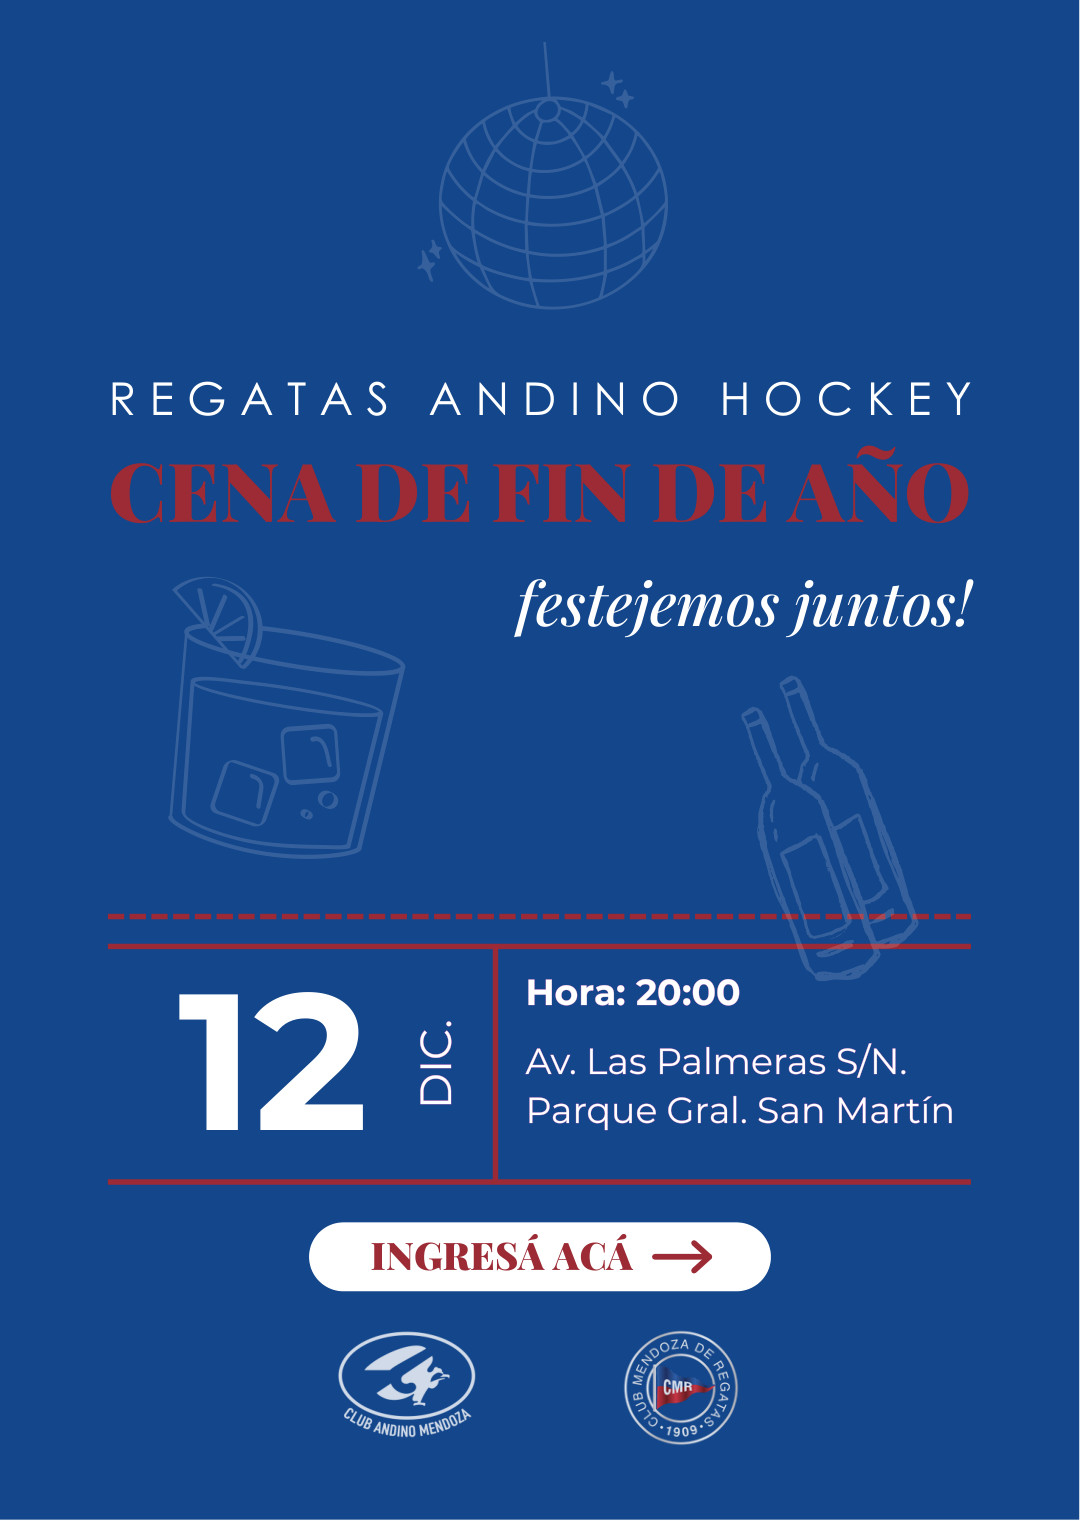 REGATAS ANDINO HOCKEY
CENA DE FIN DE AÑO
festejemos juntos!
12
DIC.
Hora: 20:00
Av. Las Palmeras S/N.
Parque Gral. San Martín
INGRESÁ ACÁ
CLUB ANDINO MENDOZA
CLUB MENDOZA DE REGATAS
CMR
· 1909 ·